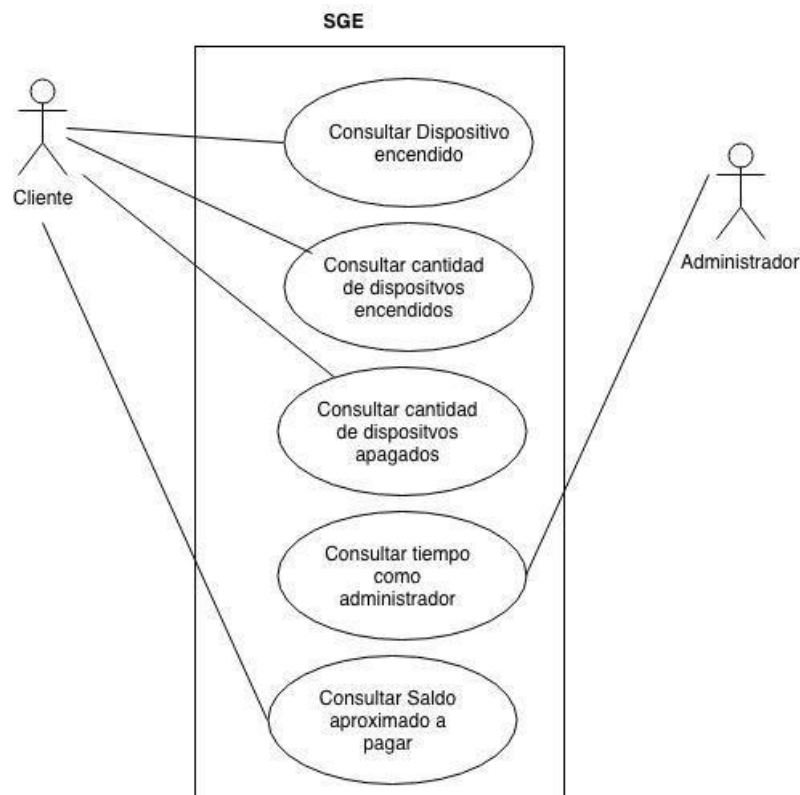 SGE
Consultar Dispositivo
encendido
Cliente
Administrador
Consultar cantidad
de dispositvos
encendidos
Consultar cantidad
de dispositvos
apagados
Consultar tiempo
como
administrador
Consultar Saldo
aproximado a
pagar